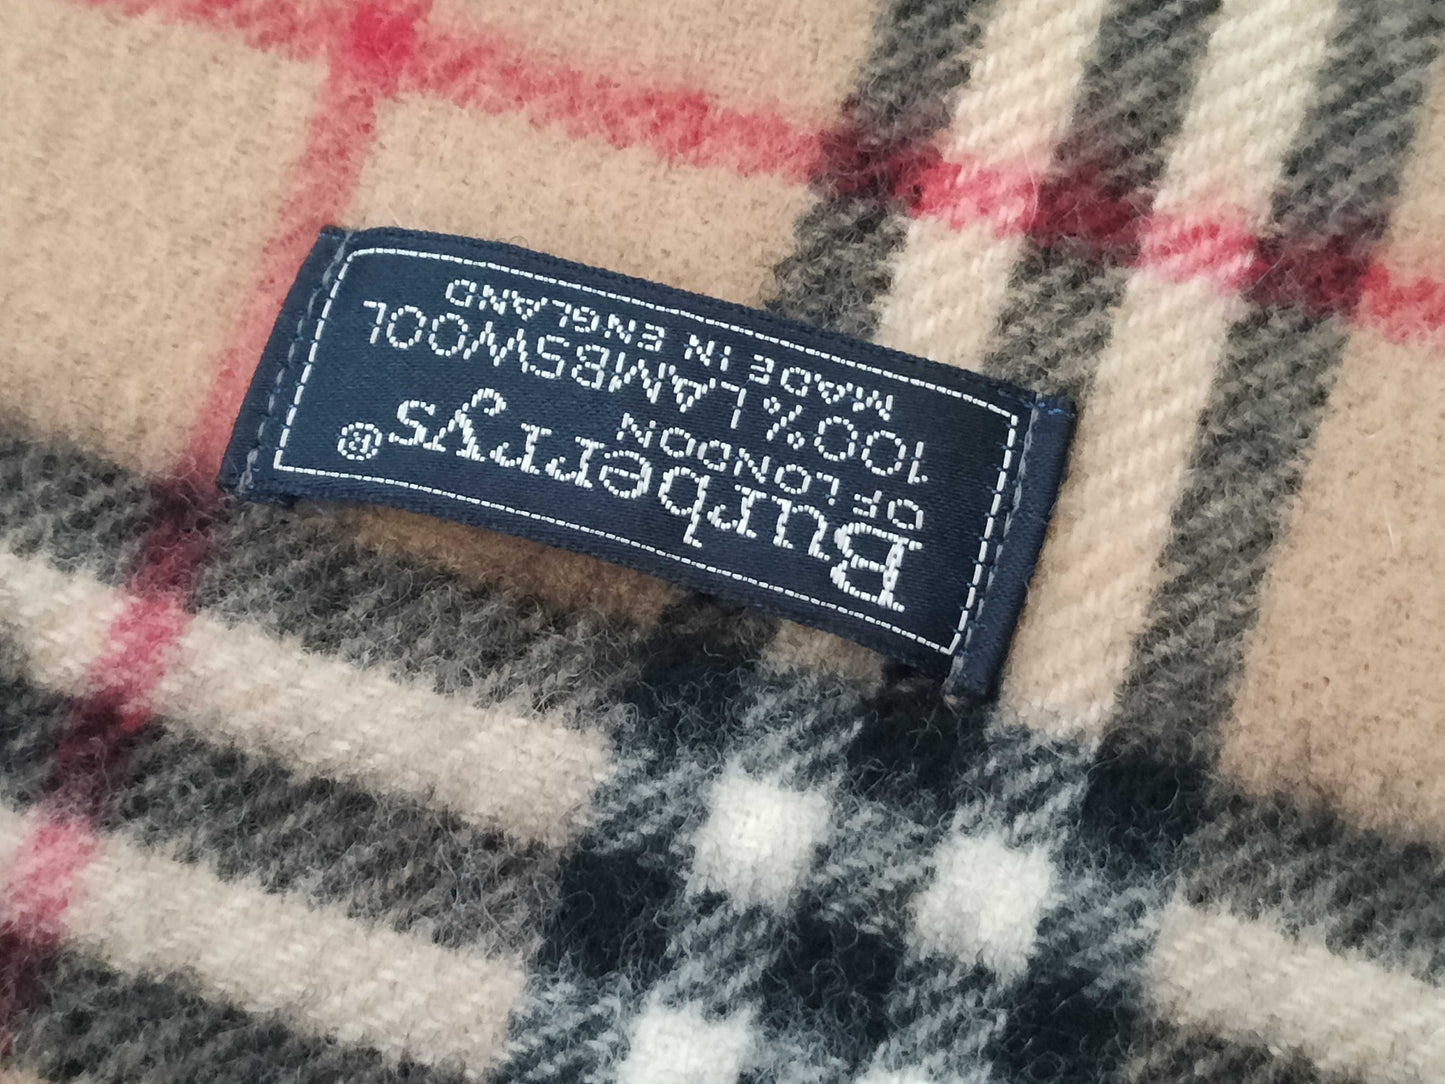 Burberrys®
OF LONDON
100% LAMBSWOOL
MADE IN ENGLAND